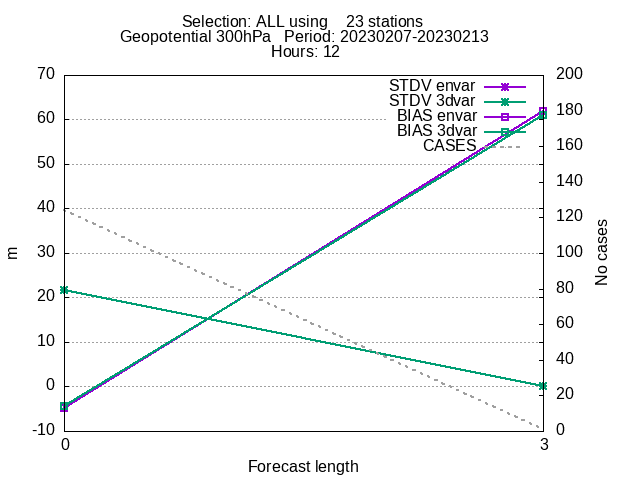 Selection: ALL using 23 stations
Geopotential 300hPa Period: 20230207-20230213
Hours: 12
70 200
STDV envar
STDV 3dvar
BIAS envar
BIAS 3dvar
CASES
60
50
40
30
20
10
0
-10
180
160
140
120
100
80
60
40
20
0
m
No cases
0 3
Forecast length